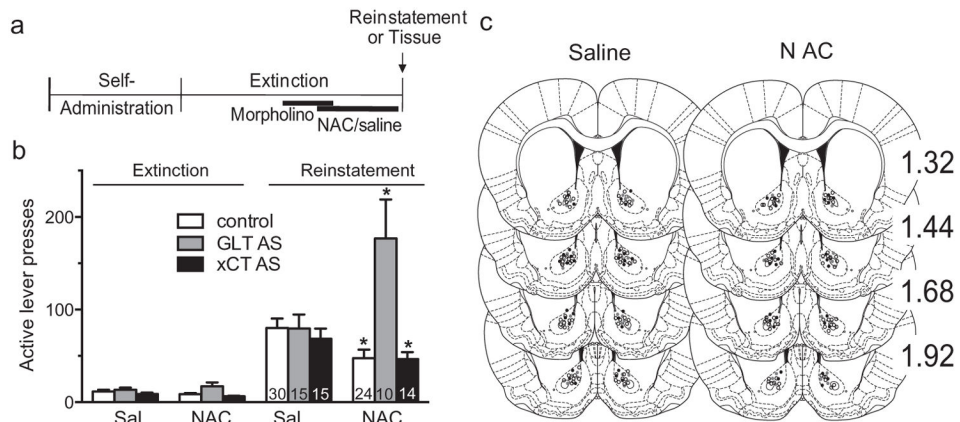 a
Reinstatement
or Tissue
Self-
Administration
Extinction
Morpholino
NAC/saline
b
Extinction
Reinstatement
Active lever presses
200
100
0
control
GLT AS
xCT AS
*
*
*
30 15 15 24 10 14
Sal NAC Sal NAC
c
Saline N AC
1.32
1.44
1.68
1.92